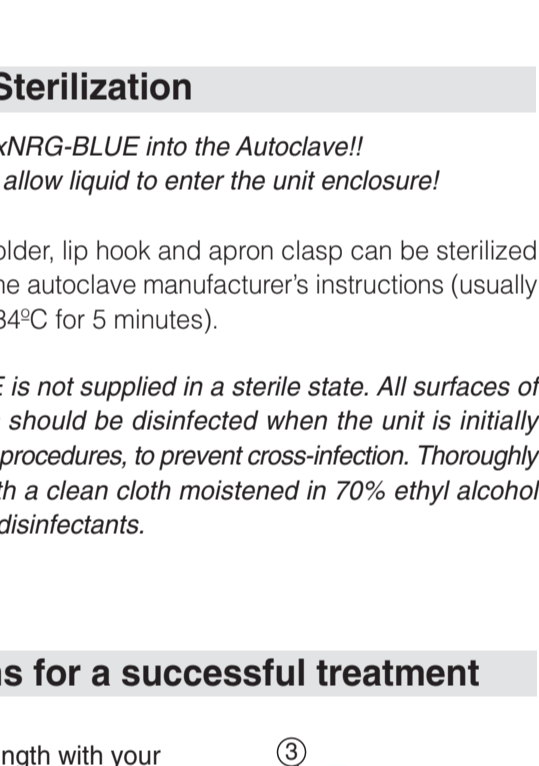 Sterilization
xNRG-BLUE into the Autoclave!!
allow liquid to enter the unit enclosure!
older, lip hook and apron clasp can be sterilized
he autoclave manufacturer's instructions (usually
34ºC for 5 minutes).
E is not supplied in a sterile state. All surfaces of
should be disinfected when the unit is initially
procedures, to prevent cross-infection. Thoroughly
th a clean cloth moistened in 70% ethyl alcohol
disinfectants.
ns for a successful treatment
ngth with your
③